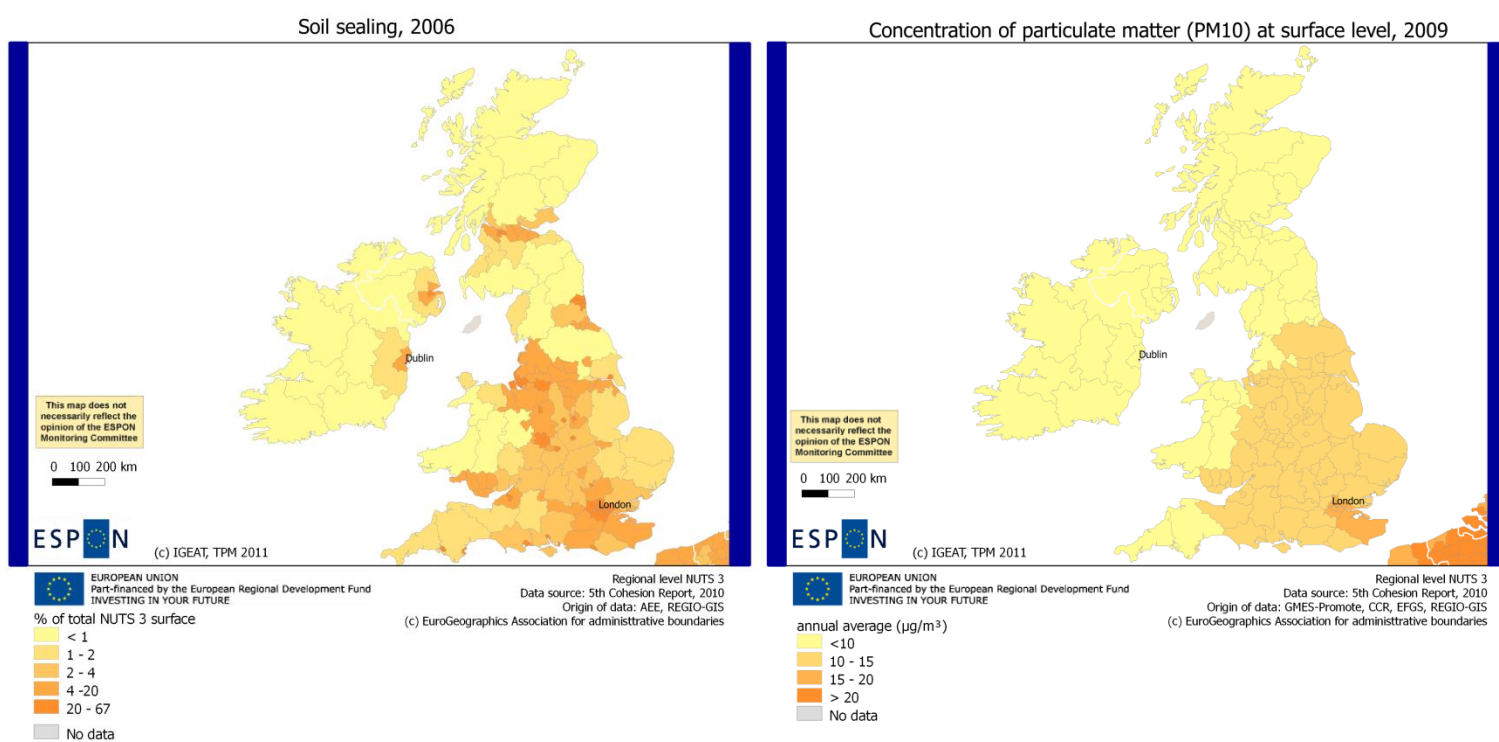 Soil sealing, 2006
Dublin
London
This map does not
necessarily reflect the
opinion of the ESPON
Monitoring Committee
0 100 200 km
ESPON
(c) IGEAT, TPM 2011
EUROPEAN UNION
Part-financed by the European Regional Development Fund
INVESTING IN YOUR FUTURE
Regional level NUTS 3
Data source: 5th Cohesion Report, 2010
Origin of data: AEE, REGIO-GIS
(c) EuroGeographics Association for administtrative boundaries
% of total NUTS 3 surface
< 1
1 - 2
2 - 4
4 -20
20 - 67
No data
Concentration of particulate matter (PM10) at surface level, 2009
Dublin
London
This map does not
necessarily reflect the
opinion of the ESPON
Monitoring Committee
0 100 200 km
ESPON
(c) IGEAT, TPM 2011
EUROPEAN UNION
Part-financed by the European Regional Development Fund
INVESTING IN YOUR FUTURE
Regional level NUTS 3
Data source: 5th Cohesion Report, 2010
Origin of data: GMES-Promote, CCR, EFGS, REGIO-GIS
(c) EuroGeographics Association for administtrative boundaries
annual average (µg/m³)
<10
10 - 15
15 - 20
> 20
No data